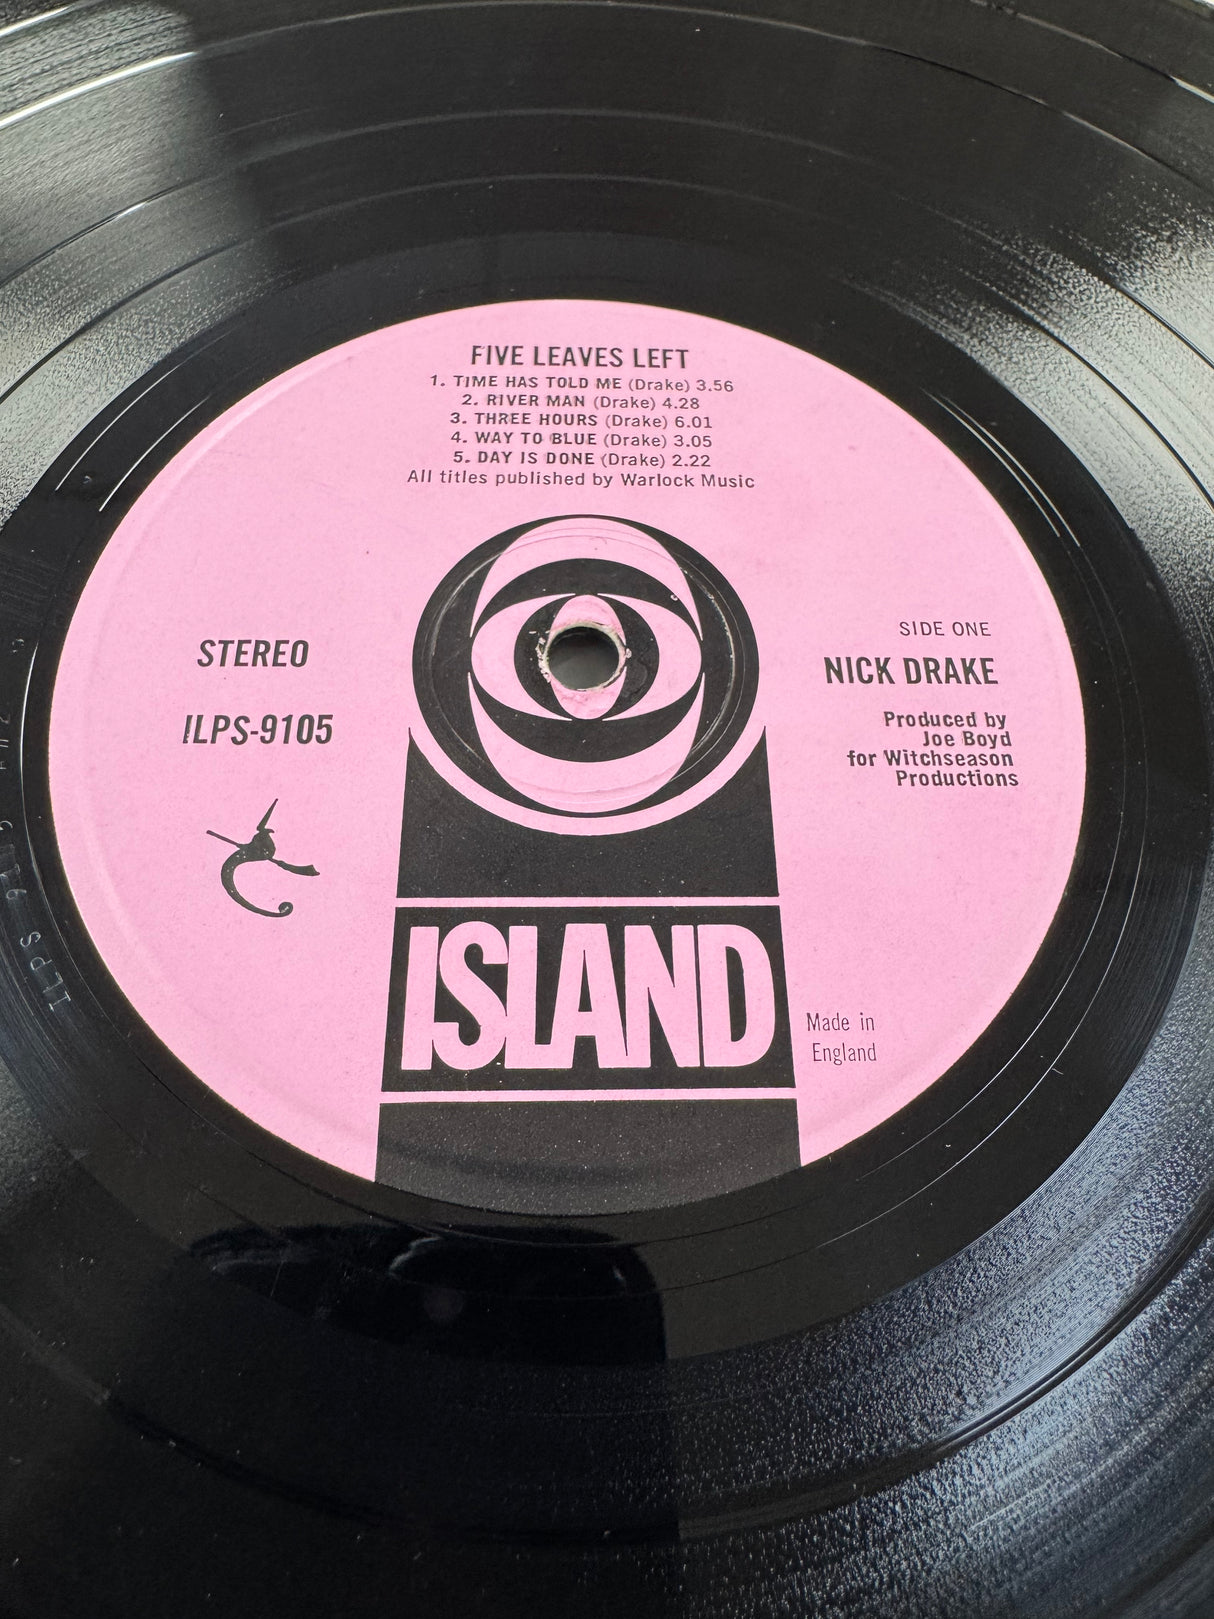 FIVE LEAVES LEFT
1. TIME HAS TOLD ME (Drake) 3.56
2. RIVER MAN (Drake) 4.28
3. THREE HOURS (Drake) 6.01
4. WAY TO BLUE (Drake) 3.05
5. DAY IS DONE (Drake) 2.22
All titles published by Warlock Music
STEREO
ILPS-9105
SIDE ONE
NICK DRAKE
Produced by
Joe Boyd
for Witchseason
Productions
ISLAND
Made in
England